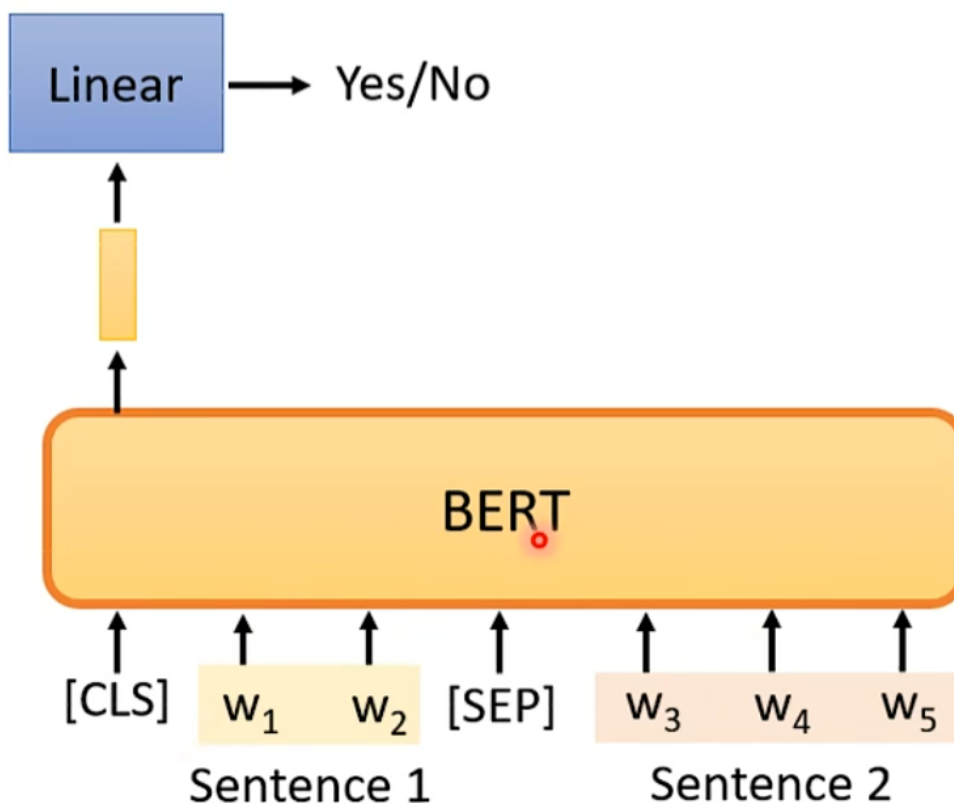 Linear Yes/No
BERT
[CLS] w₁ w₂ [SEP] w₃ w₄ w₅
Sentence 1 Sentence 2